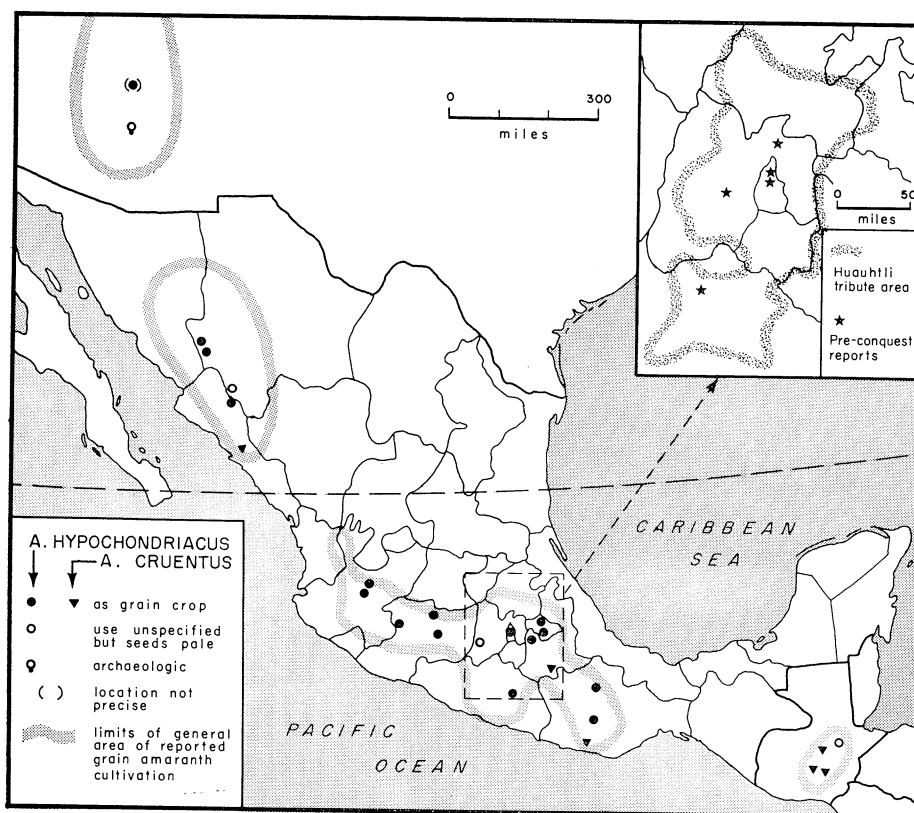 0 300
miles
0 50
miles
Huauhtli
tribute area
Pre-conquest
reports
CARIBBEAN
SEA
PACIFIC
OCEAN
A. HYPOCHONDRIACUS
A. CRUENTUS
as grain crop
use unspecified
but seeds pale
archaeologic
( ) location not
precise
limits of general
area of reported
grain amaranth
cultivation